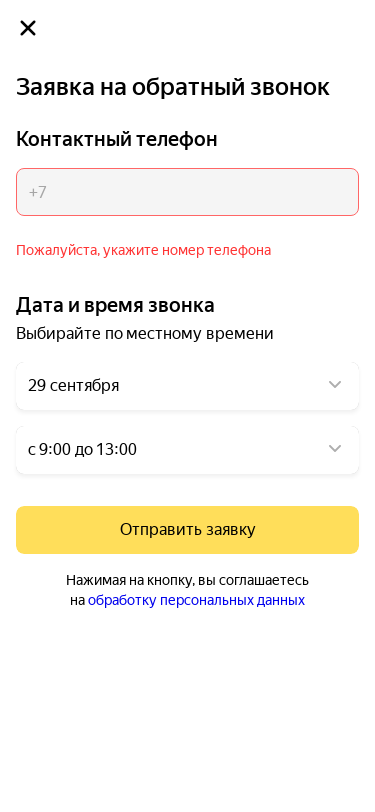 Заявка на обратный звонок
Контактный телефон
+7
Пожалуйста, укажите номер телефона
Дата и время звонка
Выбирайте по местному времени
29 сентября
с 9:00 до 13:00
Отправить заявку
Нажимая на кнопку, вы соглашаетесь
на обработку персональных данных